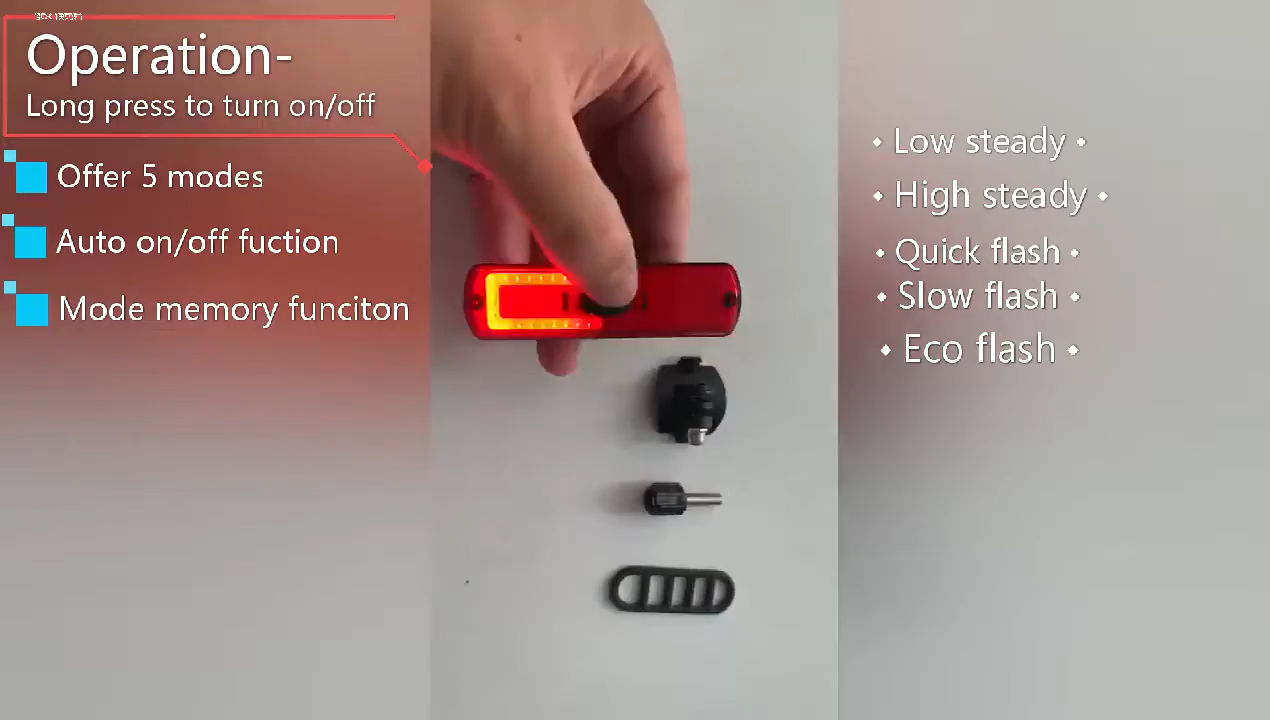 Operation-
Long press to turn on/off
Offer 5 modes
Auto on/off fuction
Mode memory funciton
• Low steady •
• High steady •
• Quick flash •
• Slow flash •
• Eco flash •